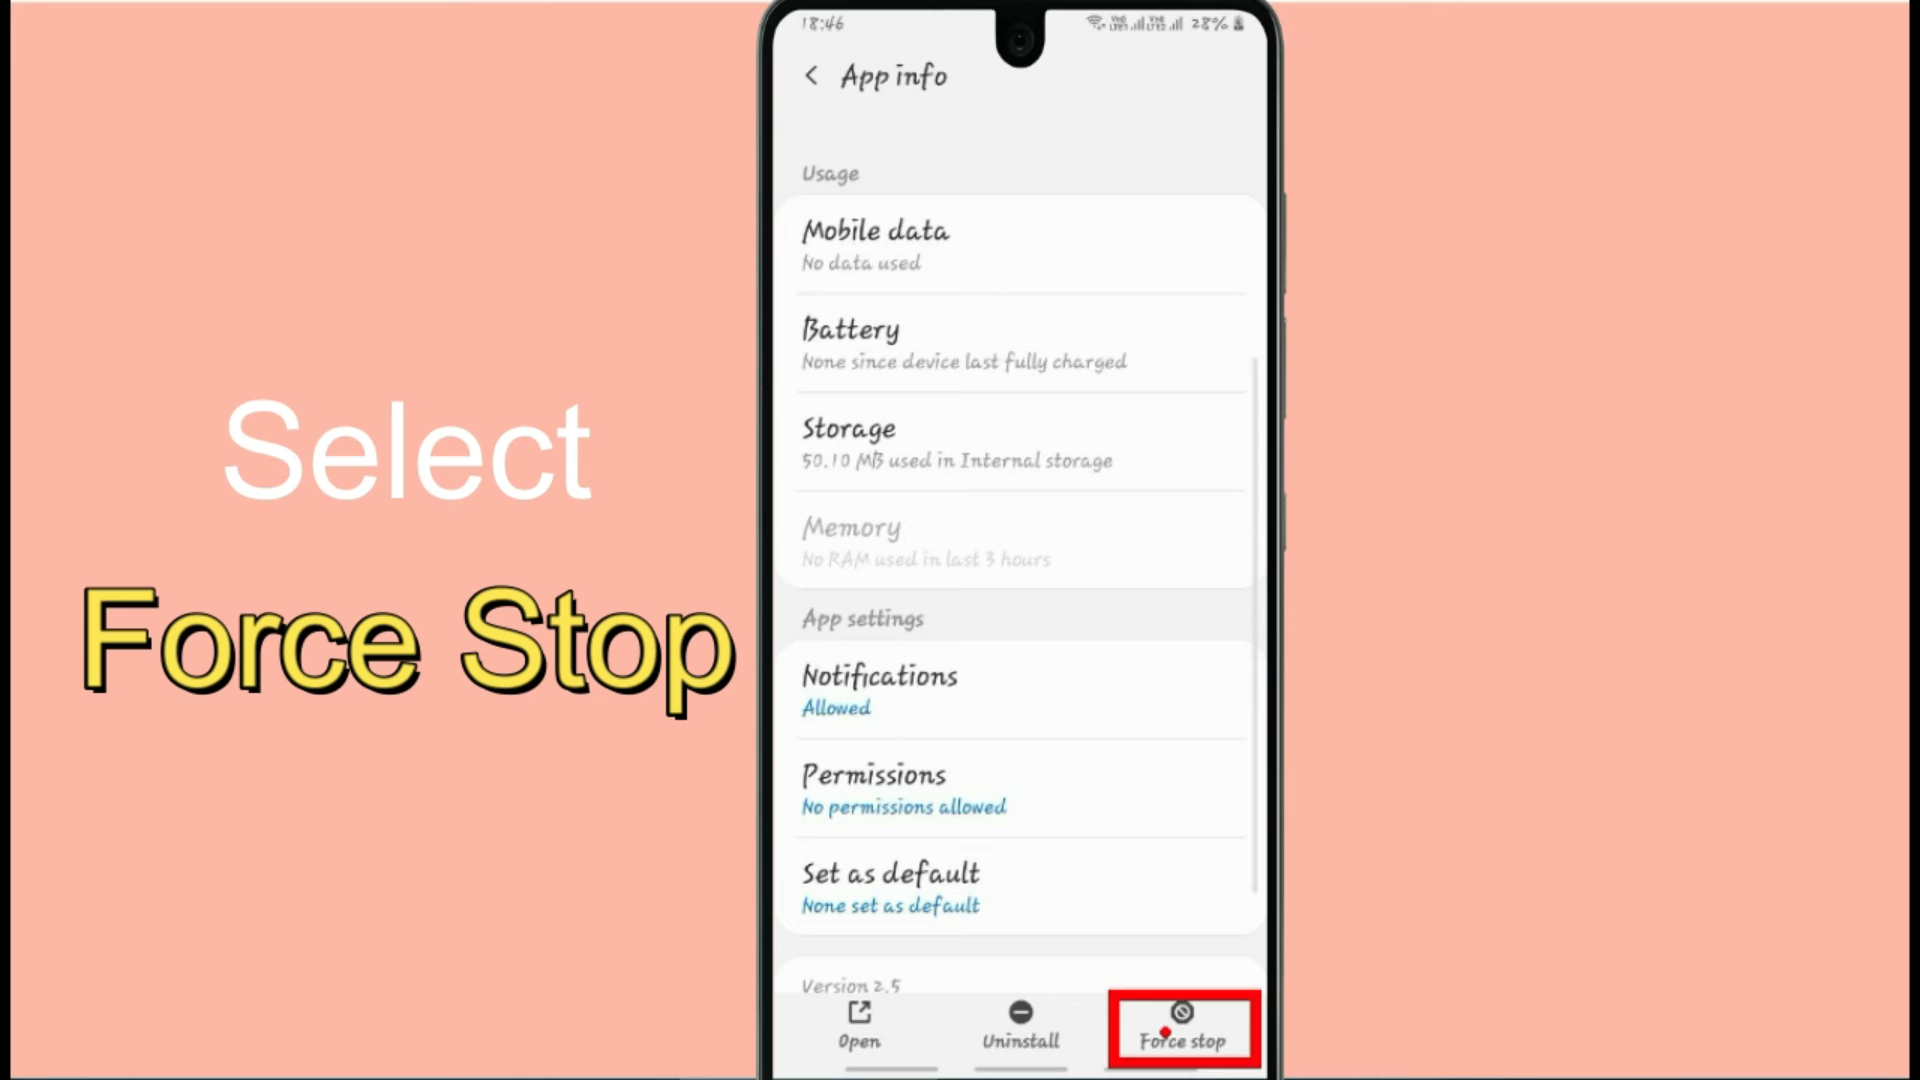 Select
Force Stop
18:46
28%
App info
Usage
Mobile data
No data used
Battery
None since device last fully charged
Storage
50.10 MB used in Internal storage
Memory
No RAM used in last 3 hours
App settings
Notifications
Allowed
Permissions
No permissions allowed
Set as default
None set as default
Version 2.5
Open
Uninstall
Force stop